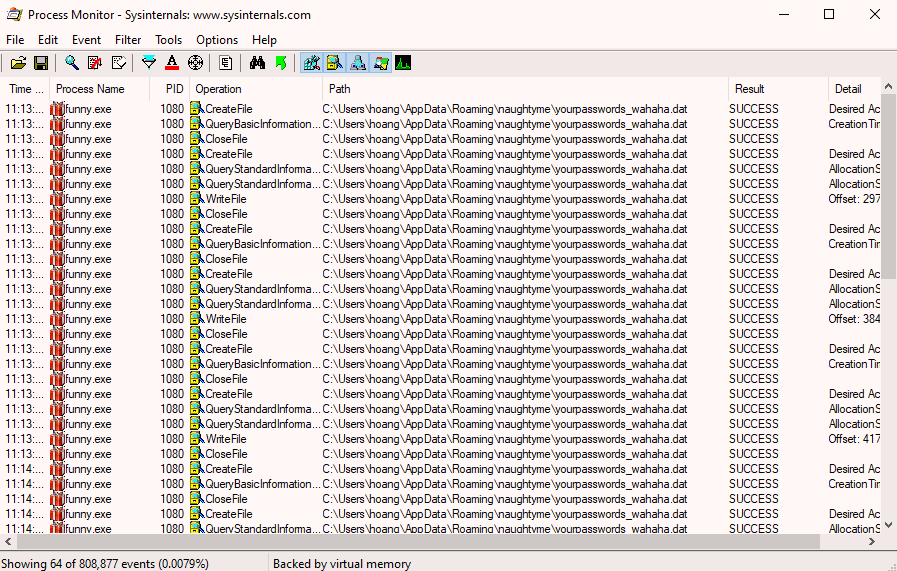 Process Monitor - Sysinternals: www.sysinternals.com
File Edit Event Filter Tools Options Help
Time ... Process Name PID Operation Path Result Detail
11:13:... funny.exe 1080 CreateFile C:\Users\hoang\AppData\Roaming\naughtyme\yourpasswords_wahaha.dat SUCCESS Desired Ac
11:13:... funny.exe 1080 QueryBasicInformation... C:\Users\hoang\AppData\Roaming\naughtyme\yourpasswords_wahaha.dat SUCCESS CreationTim
11:13:... funny.exe 1080 CloseFile C:\Users\hoang\AppData\Roaming\naughtyme\yourpasswords_wahaha.dat SUCCESS
11:13:... funny.exe 1080 CreateFile C:\Users\hoang\AppData\Roaming\naughtyme\yourpasswords_wahaha.dat SUCCESS Desired Ac
11:13:... funny.exe 1080 QueryStandardInforma... C:\Users\hoang\AppData\Roaming\naughtyme\yourpasswords_wahaha.dat SUCCESS AllocationS
11:13:... funny.exe 1080 QueryStandardInforma... C:\Users\hoang\AppData\Roaming\naughtyme\yourpasswords_wahaha.dat SUCCESS AllocationS
11:13:... funny.exe 1080 WriteFile C:\Users\hoang\AppData\Roaming\naughtyme\yourpasswords_wahaha.dat SUCCESS Offset: 297
11:13:... funny.exe 1080 CloseFile C:\Users\hoang\AppData\Roaming\naughtyme\yourpasswords_wahaha.dat SUCCESS
11:13:... funny.exe 1080 CreateFile C:\Users\hoang\AppData\Roaming\naughtyme\yourpasswords_wahaha.dat SUCCESS Desired Ac
11:13:... funny.exe 1080 QueryBasicInformation... C:\Users\hoang\AppData\Roaming\naughtyme\yourpasswords_wahaha.dat SUCCESS CreationTim
11:13:... funny.exe 1080 CloseFile C:\Users\hoang\AppData\Roaming\naughtyme\yourpasswords_wahaha.dat SUCCESS
11:13:... funny.exe 1080 CreateFile C:\Users\hoang\AppData\Roaming\naughtyme\yourpasswords_wahaha.dat SUCCESS Desired Ac
11:13:... funny.exe 1080 QueryStandardInforma... C:\Users\hoang\AppData\Roaming\naughtyme\yourpasswords_wahaha.dat SUCCESS AllocationS
11:13:... funny.exe 1080 QueryStandardInforma... C:\Users\hoang\AppData\Roaming\naughtyme\yourpasswords_wahaha.dat SUCCESS AllocationS
11:13:... funny.exe 1080 WriteFile C:\Users\hoang\AppData\Roaming\naughtyme\yourpasswords_wahaha.dat SUCCESS Offset: 384
11:13:... funny.exe 1080 CloseFile C:\Users\hoang\AppData\Roaming\naughtyme\yourpasswords_wahaha.dat SUCCESS
11:13:... funny.exe 1080 CreateFile C:\Users\hoang\AppData\Roaming\naughtyme\yourpasswords_wahaha.dat SUCCESS Desired Ac
11:13:... funny.exe 1080 QueryBasicInformation... C:\Users\hoang\AppData\Roaming\naughtyme\yourpasswords_wahaha.dat SUCCESS CreationTim
11:13:... funny.exe 1080 CloseFile C:\Users\hoang\AppData\Roaming\naughtyme\yourpasswords_wahaha.dat SUCCESS
11:13:... funny.exe 1080 CreateFile C:\Users\hoang\AppData\Roaming\naughtyme\yourpasswords_wahaha.dat SUCCESS Desired Ac
11:13:... funny.exe 1080 QueryStandardInforma... C:\Users\hoang\AppData\Roaming\naughtyme\yourpasswords_wahaha.dat SUCCESS AllocationS
11:13:... funny.exe 1080 QueryStandardInforma... C:\Users\hoang\AppData\Roaming\naughtyme\yourpasswords_wahaha.dat SUCCESS AllocationS
11:13:... funny.exe 1080 WriteFile C:\Users\hoang\AppData\Roaming\naughtyme\yourpasswords_wahaha.dat SUCCESS Offset: 417
11:13:... funny.exe 1080 CloseFile C:\Users\hoang\AppData\Roaming\naughtyme\yourpasswords_wahaha.dat SUCCESS
11:14:... funny.exe 1080 CreateFile C:\Users\hoang\AppData\Roaming\naughtyme\yourpasswords_wahaha.dat SUCCESS Desired Ac
11:14:... funny.exe 1080 QueryBasicInformation... C:\Users\hoang\AppData\Roaming\naughtyme\yourpasswords_wahaha.dat SUCCESS CreationTim
11:14:... funny.exe 1080 CloseFile C:\Users\hoang\AppData\Roaming\naughtyme\yourpasswords_wahaha.dat SUCCESS
11:14:... funny.exe 1080 CreateFile C:\Users\hoang\AppData\Roaming\naughtyme\yourpasswords_wahaha.dat SUCCESS Desired Ac
11:14:... funny.exe 1080 QueryStandardInforma... C:\Users\hoang\AppData\Roaming\naughtyme\yourpasswords_wahaha.dat SUCCESS AllocationS
Showing 64 of 808,877 events (0.0079%) Backed by virtual memory